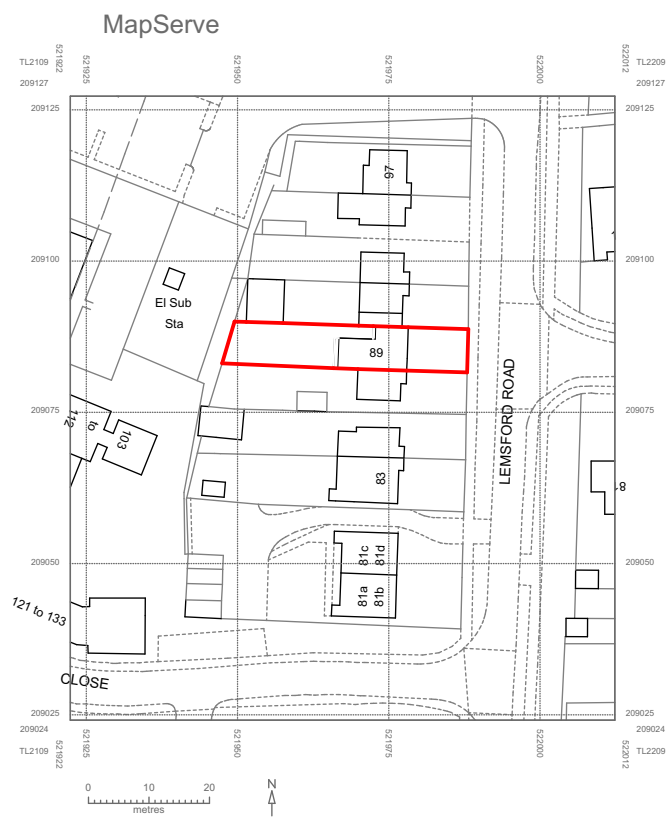 MapServe
521922
521925
521950
521975
522000
522012
TL2109
TL2209
209127
209127
209125
209125
97
209100
209100
El Sub
Sta
89
LEMSFORD ROAD
209075
209075
112
to
103
83
81
209050
209050
81c
81d
81a
81b
121 to 133
CLOSE
209025
209025
209024
209024
TL2109
TL2209
521922
521925
521950
521975
522000
522012
0
10
20
metres
N